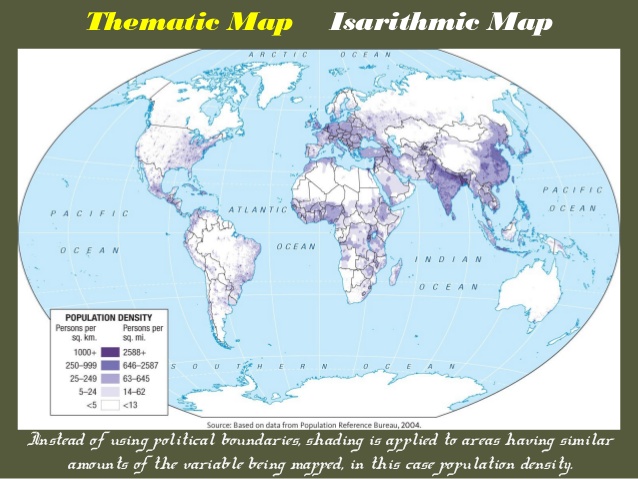 Thematic Map Isarithmic Map
ARCTIC OCEAN
PACIFIC
OCEAN
ATLANTIC
OCEAN
PACIFIC
OCEAN
INDIAN
OCEAN
SOUTHERN OCEAN
POPULATION DENSITY
Persons per Persons per
sq. km. sq. mi.
1000+ 2588+
250–999 646–2587
25–249 63–645
5–24 14–62
<5 <13
Source: Based on data from Population Reference Bureau, 2004.
Instead of using political boundaries, shading is applied to areas having similar
amounts of the variable being mapped, in this case population density.